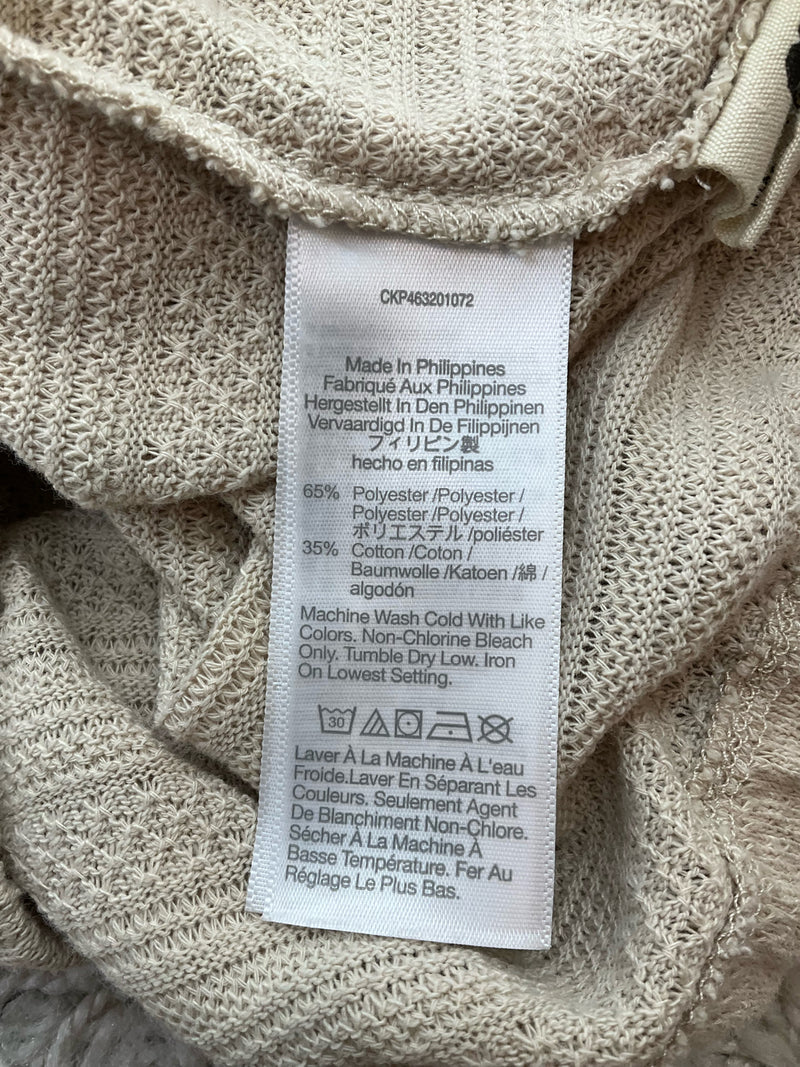 CKP463201072
Made In Philippines
Fabriqué Aux Philippines
Hergestellt In Den Philippinen
Vervaardigd In De Filippijnen
フィリピン製
hecho en filipinas
65% Polyester /Polyester /
Polyester /Polyester /
ポリエステル /poliéster
35% Cotton /Coton /
Baumwolle /Katoen /綿 /
algodón
Machine Wash Cold With Like
Colors. Non-Chlorine Bleach
Only. Tumble Dry Low. Iron
On Lowest Setting.
30
Laver À La Machine À L'eau
Froide.Laver En Séparant Les
Couleurs. Seulement Agent
De Blanchiment Non-Chlore.
Sécher À La Machine À
Basse Température. Fer Au
Réglage Le Plus Bas.